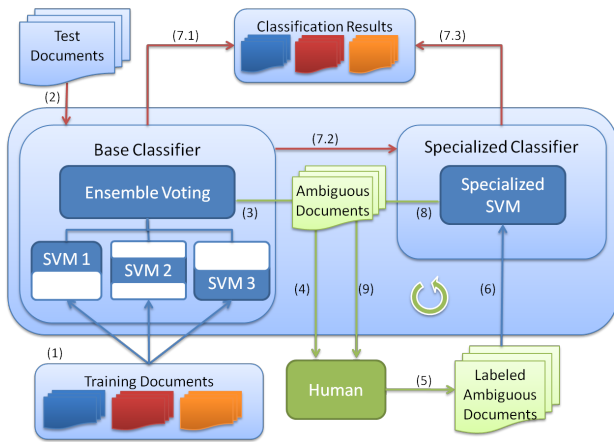 Test
Documents
(7.1)
Classification Results
(7.3)
(2)
Base Classifier
(7.2)
Specialized Classifier
Ensemble Voting
(3)
Ambiguous
Documents
(8)
Specialized
SVM
SVM 1
SVM 2
SVM 3
(4)
(9)
(6)
(1)
Training Documents
Human
(5)
Labeled
Ambiguous
Documents